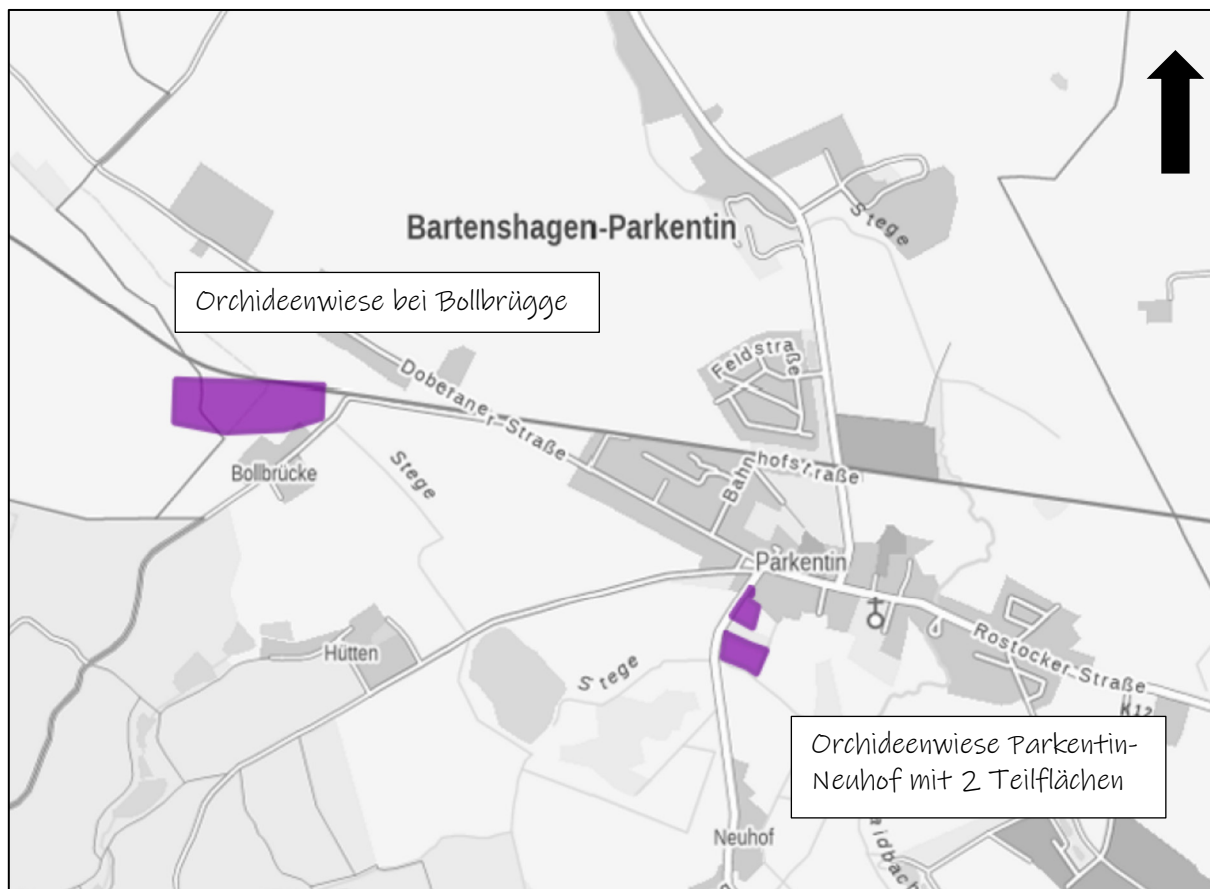 Stege
Bartenshagen-Parkentin
Orchideenwiese bei Bollbrügge
Feldstraße
Doberaner Straße
Bahnhofstraße
Bollbrücke
Stege
Parkentin
Hütten
Stege
Rostocker Straße
K12
Orchideenwiese Parkentin-
Neuhof mit 2 Teilflächen
Neuhof